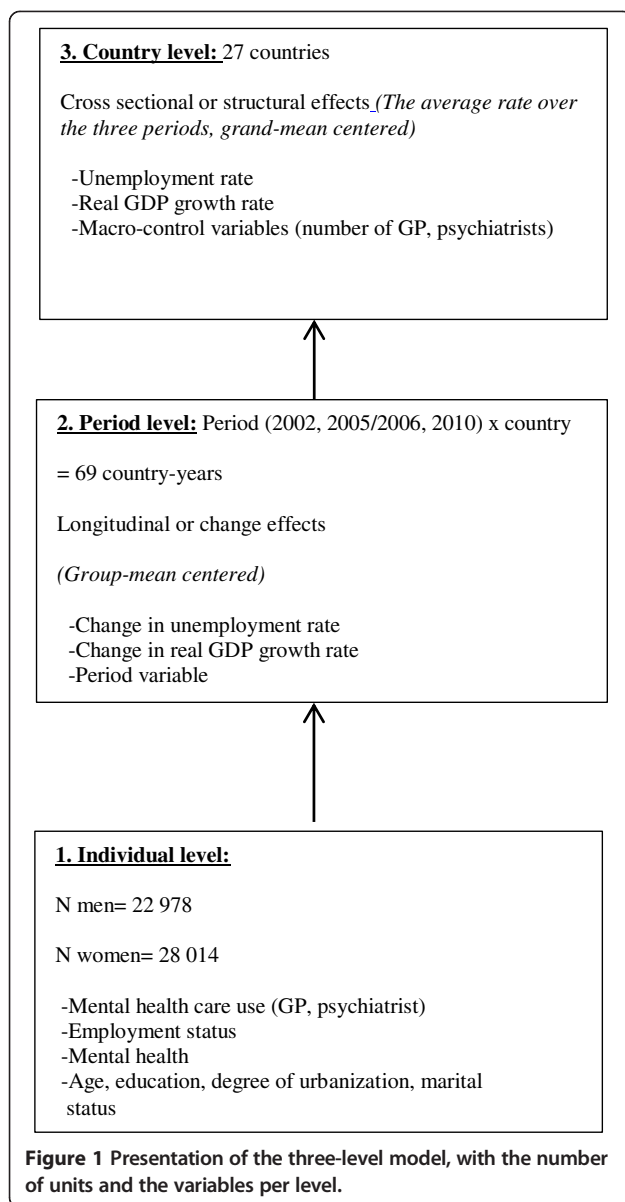 3. Country level: 27 countries
Cross sectional or structural effects (The average rate over
the three periods, grand-mean centered)
-Unemployment rate
-Real GDP growth rate
-Macro-control variables (number of GP, psychiatrists)
2. Period level: Period (2002, 2005/2006, 2010) x country
= 69 country-years
Longitudinal or change effects
(Group-mean centered)
-Change in unemployment rate
-Change in real GDP growth rate
-Period variable
1. Individual level:
N men= 22 978
N women= 28 014
-Mental health care use (GP, psychiatrist)
-Employment status
-Mental health
-Age, education, degree of urbanization, marital
status
Figure 1 Presentation of the three-level model, with the number
of units and the variables per level.